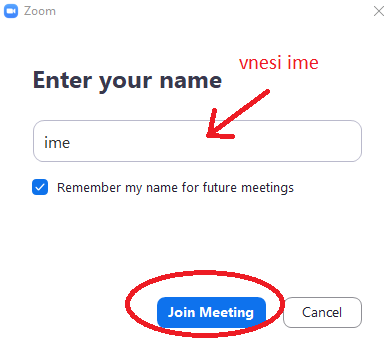 Zoom
vnesi ime
Enter your name
ime
Remember my name for future meetings
Join Meeting
Cancel